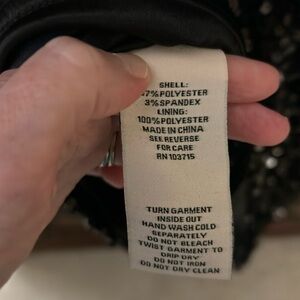 SHELL:
7% POLYESTER
3% SPANDEX
LINING:
100% POLYESTER
MADE IN CHINA
SEE REVERSE
FOR CARE
RN 103715
TURN GARMENT
INSIDE OUT
HAND WASH COLD
SEPARATELY
DO NOT BLEACH
TWIST GARMENT TO
DRIP DRY
DO NOT IRON
DO NOT DRY CLEAN